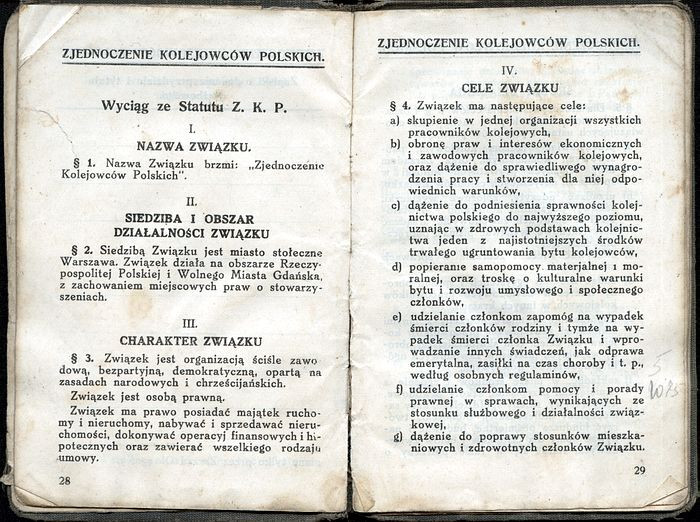 ZJEDNOCZENIE KOLEJOWCÓW POLSKICH.
Wyciąg ze Statutu Z. K. P.
I.
NAZWA ZWIĄZKU.
§ 1. Nazwa Związku brzmi: „Zjednoczenie
Kolejowców Polskich".
II.
SIEDZIBA I OBSZAR
DZIAŁALNOŚCI ZWIĄZKU
§ 2. Siedzibą Związku jest miasto stołeczne
Warszawa. Związek działa na obszarze Rzeczy-
pospolitej Polskiej i Wolnego Miasta Gdańska,
z zachowaniem miejscowych praw o stowarzy-
szeniach.
III.
CHARAKTER ZWIĄZKU
§ 3. Związek jest organizacją ściśle zawo
dową, bezpartyjną, demokratyczną, opartą na
zasadach narodowych i chrześcijańskich.
Związek jest osobą prawną.
Związek ma prawo posiadać majątek rucho-
my i nieruchomy, nabywać i sprzedawać nieru-
chomości, dokonywać operacyj finansowych i hi-
potecznych oraz zawierać wszelkiego rodzaju
umowy.
28
ZJEDNOCZENIE KOLEJOWCÓW POLSKICH.
IV.
CELE ZWIĄZKU
§ 4. Związek ma następujące cele:
a) skupienie w jednej organizacji wszystkich
pracowników kolejowych,
b) obronę praw i interesów ekonomicznych
i zawodowych pracowników kolejowych,
oraz dążenie do sprawiedliwego wynagro-
dzenia pracy i stworzenia dla niej odpo-
wiednich warunków,
c) dążenie do podniesienia sprawności kolej-
nictwa polskiego do najwyższego poziomu,
uznając w zdrowych podstawach kolejnic-
twa jeden z najistotniejszych środków
trwałego ugruntowania bytu kolejowców,
d) popieranie samopomocy materjalnej i mo-
ralnej, oraz troskę o kulturalne warunki
bytu i rozwoju umysłowego i społecznego
członków,
e) udzielanie członkom zapomóg na wypadek
śmierci członków rodziny i tymże na wy-
padek śmierci członka Związku i wpro-
wadzanie innych świadczeń, jak odprawa
emerytalna, zasiłki na czas choroby i t. p.,
według osobnych regulaminów,
f) udzielanie członkom pomocy i porady
prawnej w sprawach, wynikających ze
stosunku służbowego i działalności związ-
kowej,
g) dążenie do poprawy stosunków mieszka-
niowych i zdrowotnych członków Związku.
29